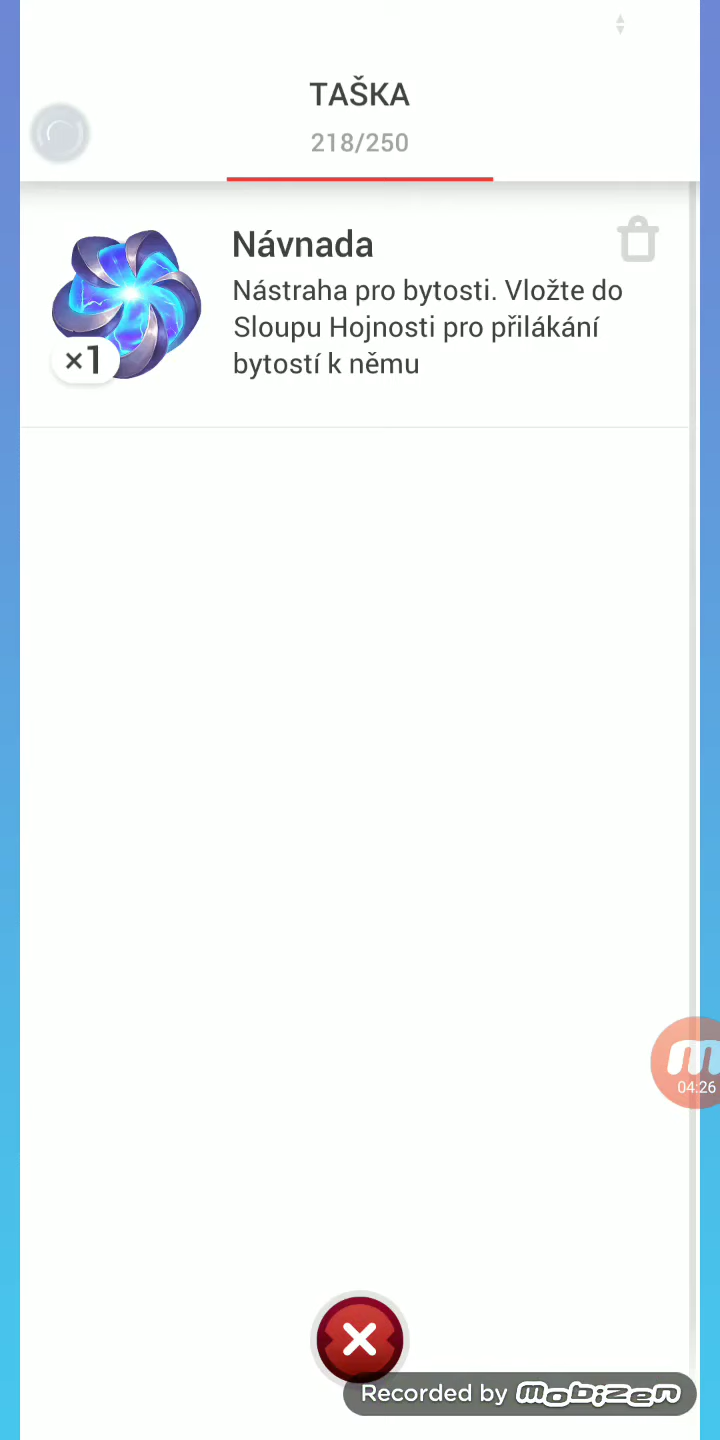 TAŠKA
218/250
Návnada
Nástraha pro bytosti. Vložte do
Sloupu Hojnosti pro přilákání
bytostí k němu
×1
04:26
Recorded by mobizen